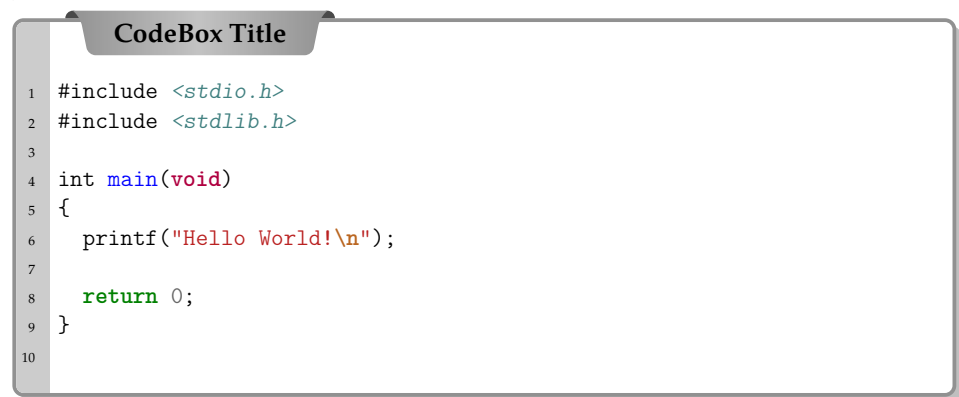 CodeBox Title
1 #include <stdio.h>
2 #include <stdlib.h>
3
4 int main(void)
5 {
6   printf("Hello World!\n");
7
8   return 0;
9 }
10